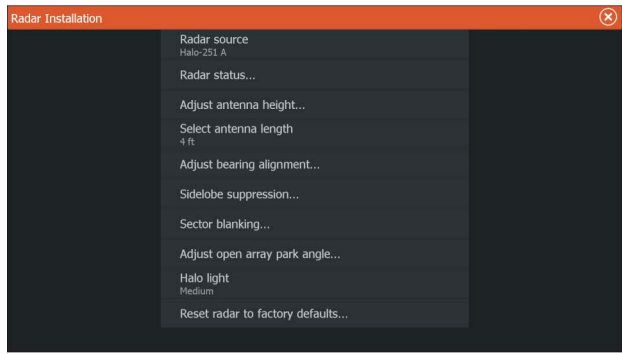 Radar Installation
Radar source
Halo-251 A
Radar status...
Adjust antenna height...
Select antenna length
4 ft
Adjust bearing alignment...
Sidelobe suppression...
Sector blanking...
Adjust open array park angle...
Halo light
Medium
Reset radar to factory defaults...